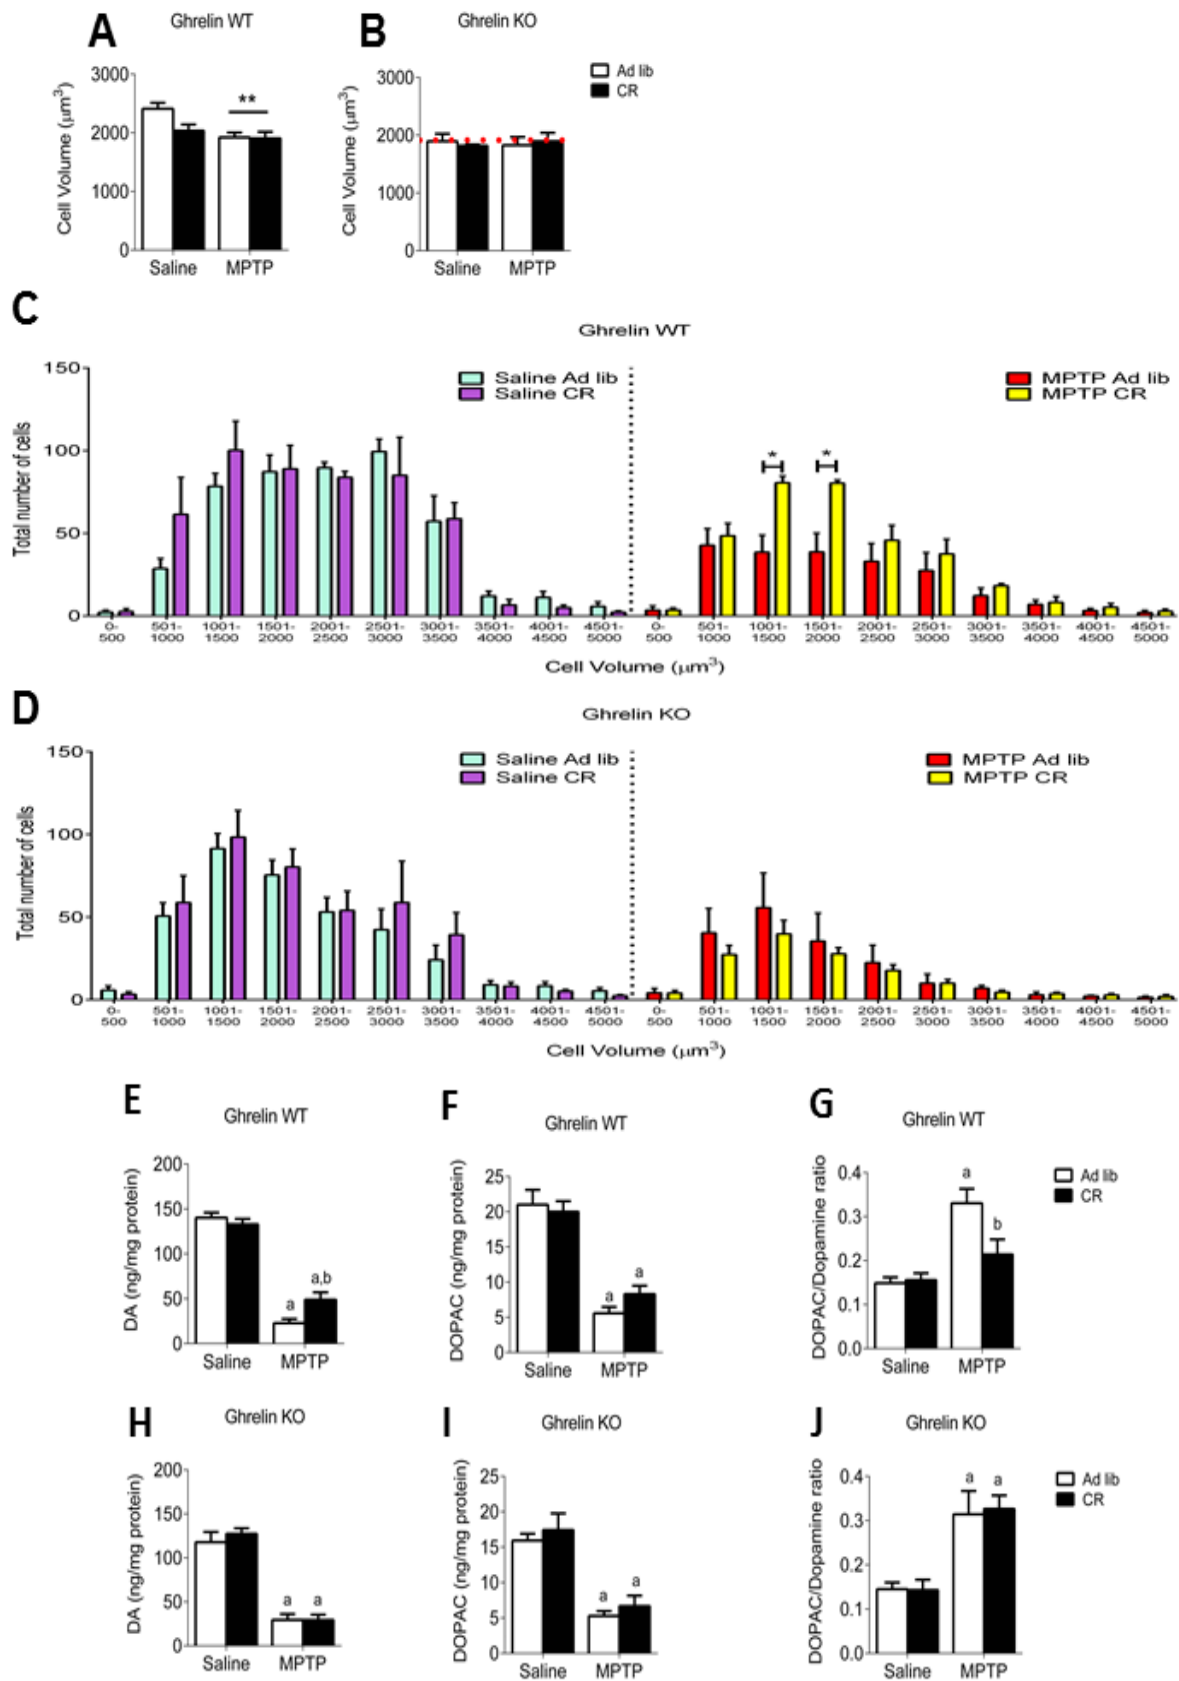 A
Ghrelin WT
Cell Volume (µm³)
3000
2000
1000
0
**
Saline
MPTP
B
Ghrelin KO
Cell Volume (µm³)
3000
2000
1000
0
Saline
MPTP
Ad lib
CR
C
Ghrelin WT
Total number of cells
150
100
50
0
Saline Ad lib
Saline CR
MPTP Ad lib
MPTP CR
*
*
0-500 501-1000 1001-1500 1501-2000 2001-2500 2501-3000 3001-3500 3501-4000 4001-4500 4501-5000 0-500 501-1000 1001-1500 1501-2000 2001-2500 2501-3000 3001-3500 3501-4000 4001-4500 4501-5000
Cell Volume (µm³)
D
Ghrelin KO
Total number of cells
150
100
50
0
Saline Ad lib
Saline CR
MPTP Ad lib
MPTP CR
0-500 501-1000 1001-1500 1501-2000 2001-2500 2501-3000 3001-3500 3501-4000 4001-4500 4501-5000 0-500 501-1000 1001-1500 1501-2000 2001-2500 2501-3000 3001-3500 3501-4000 4001-4500 4501-5000
Cell Volume (µm³)
E
Ghrelin WT
DA (ng/mg protein)
200
150
100
50
0
a
a,b
Saline
MPTP
F
Ghrelin WT
DOPAC (ng/mg protein)
25
20
15
10
5
0
a
a
Saline
MPTP
G
Ghrelin WT
DOPAC/Dopamine ratio
0.4
0.3
0.2
0.1
0.0
a
b
Saline
MPTP
Ad lib
CR
H
Ghrelin KO
DA (ng/mg protein)
200
150
100
50
0
a
a
Saline
MPTP
I
Ghrelin KO
DOPAC (ng/mg protein)
25
20
15
10
5
0
a
a
Saline
MPTP
J
Ghrelin KO
DOPAC/Dopamine ratio
0.4
0.3
0.2
0.1
0.0
a
a
Saline
MPTP
Ad lib
CR